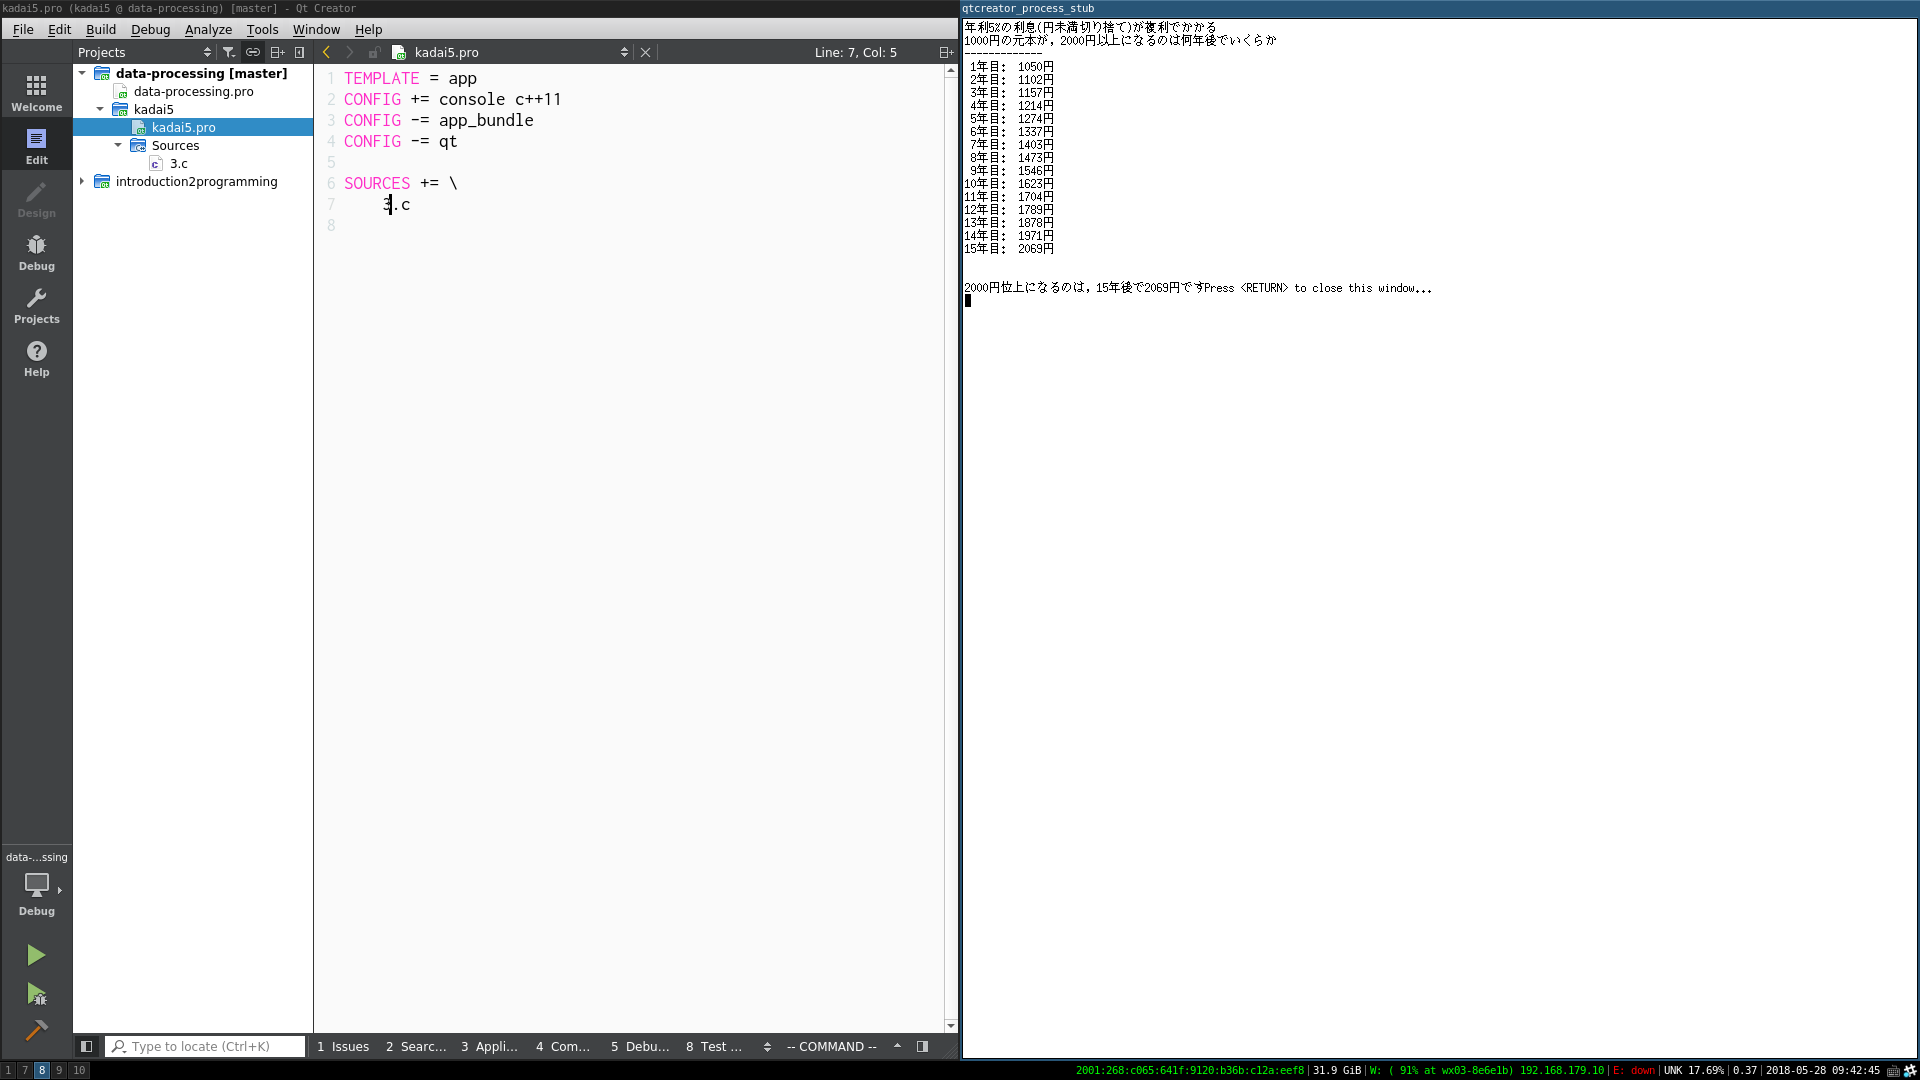 kadai5.pro (kadai5 @ data-processing) [master] - Qt Creator
File Edit Build Debug Analyze Tools Window Help
Projects
kadai5.pro
Line: 7, Col: 5
Welcome
Edit
Design
Debug
Projects
Help
data-processing [master]
data-processing.pro
kadai5
kadai5.pro
Sources
3.c
introduction2programming
1 TEMPLATE = app
2 CONFIG += console c++11
3 CONFIG -= app_bundle
4 CONFIG -= qt
5
6 SOURCES += \
7 3.c
8
data-...ssing
Debug
Type to locate (Ctrl+K)
1 Issues 2 Searc... 3 Appli... 4 Com... 5 Debu... 8 Test ... -- COMMAND --
qtcreator_process_stub
年利5%の利息(円未満切り捨て)が複利でかかる
1000円の元本が，2000円以上になるのは何年後でいくらか
-------------
1年目： 1050円
2年目： 1102円
3年目： 1157円
4年目： 1214円
5年目： 1274円
6年目： 1337円
7年目： 1403円
8年目： 1473円
9年目： 1546円
10年目： 1623円
11年目： 1704円
12年目： 1789円
13年目： 1878円
14年目： 1971円
15年目： 2069円
2000円位上になるのは，15年後で2069円ですPress <RETURN> to close this window...
1 7 8 9 10
2001:268:c065:641f:9120:b36b:c12a:eef8|31.9 GiB|W: ( 91% at wx03-8e6e1b) 192.168.179.10|E: down|UNK 17.69%|0.37|2018-05-28 09:42:45